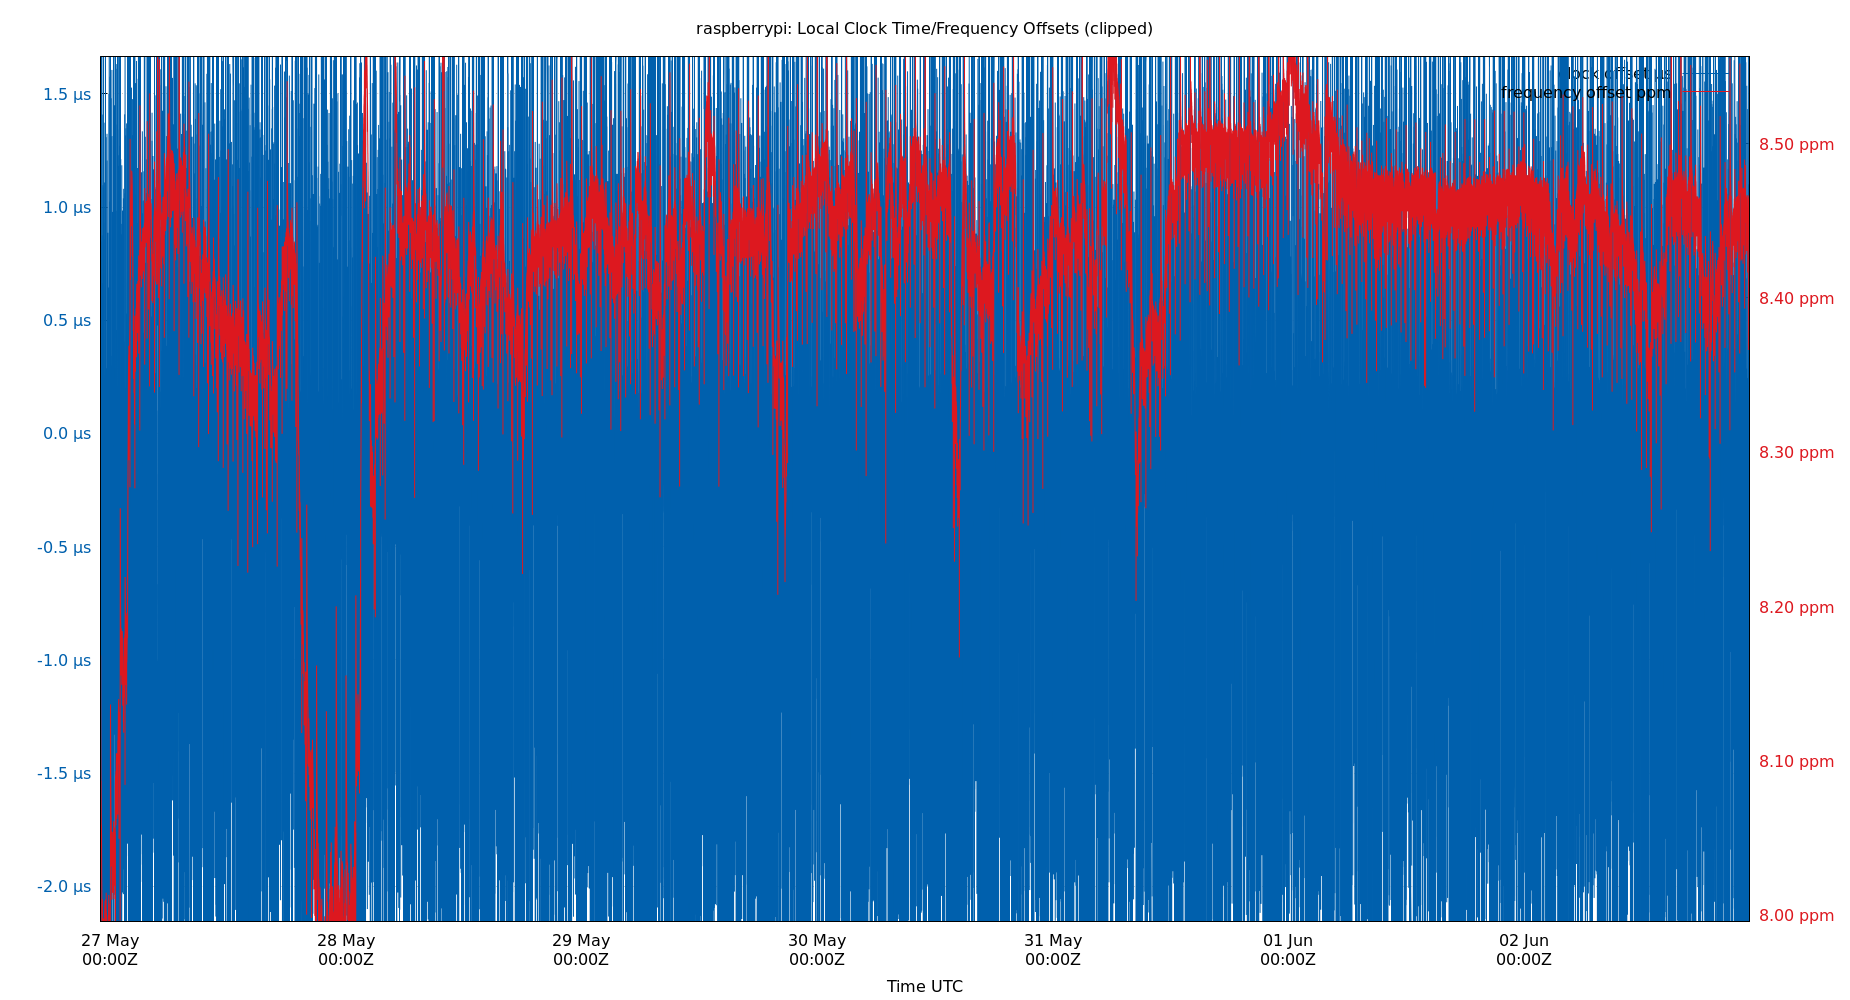 raspberrypi: Local Clock Time/Frequency Offsets (clipped)
clock offset µs
frequency offset ppm
1.5 µs
1.0 µs
0.5 µs
0.0 µs
-0.5 µs
-1.0 µs
-1.5 µs
-2.0 µs
8.50 ppm
8.40 ppm
8.30 ppm
8.20 ppm
8.10 ppm
8.00 ppm
27 May
00:00Z
28 May
00:00Z
29 May
00:00Z
30 May
00:00Z
31 May
00:00Z
01 Jun
00:00Z
02 Jun
00:00Z
Time UTC